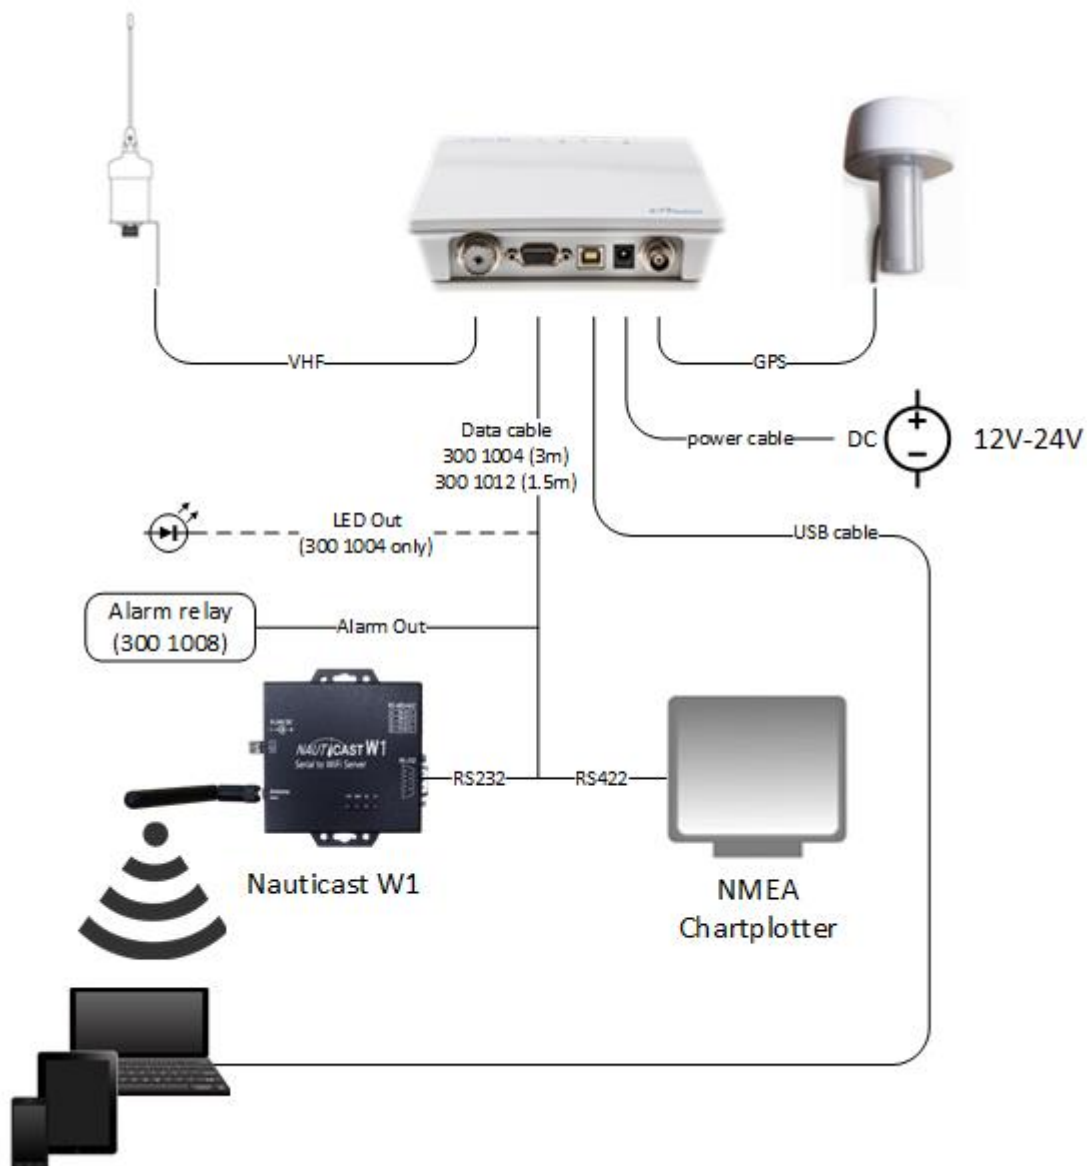 VHF
GPS
Data cable
300 1004 (3m)
300 1012 (1.5m)
power cable
DC
12V-24V
LED Out
(300 1004 only)
USB cable
Alarm relay
(300 1008)
Alarm Out
NAUTICAST W1
Serial to WiFi Server
RS232
RS422
Nauticast W1
NMEA
Chartplotter